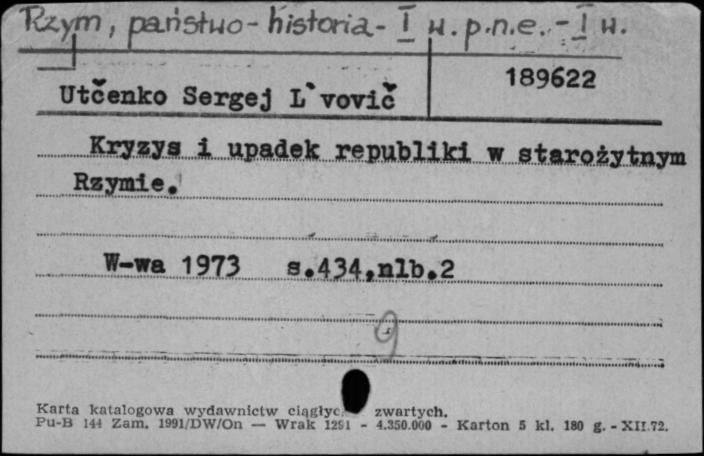 Rzym, państwo - historia - I w. p.n.e. - I w.
189622
Utčenko Sergej L`vovič
Kryzys i upadek republiki w starożytnym
Rzymie.
W-wa 1973 s.434,nlb.2
9
Karta katalogowa wydawnictw zwartych.
Pu-B 144 Zam. 1991/DW/On — Wrak 1291 - 4.350.000 - Karton 5 kl. 180 g. - XII.72.